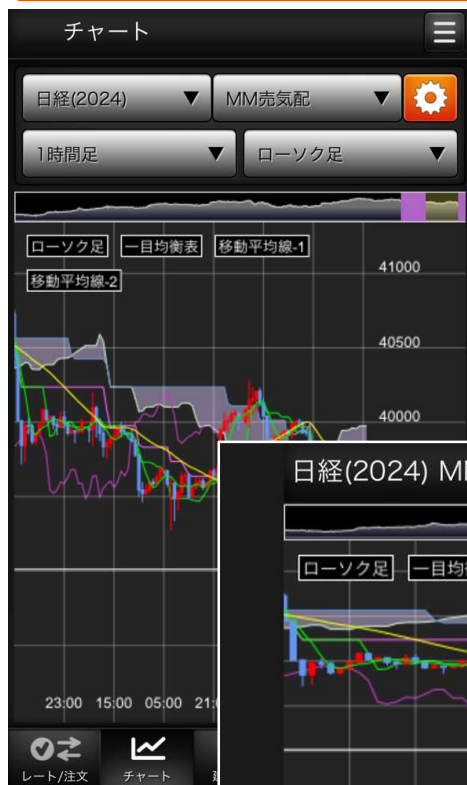 チャート
日経(2024) ▼
MM売気配 ▼
1時間足 ▼
ローソク足 ▼
ローソク足 一目均衡表 移動平均線-1
移動平均線-2
41000
40500
40000
日経(2024)
ローソク足
23:00 15:00 05:00
レート/注文 チャート